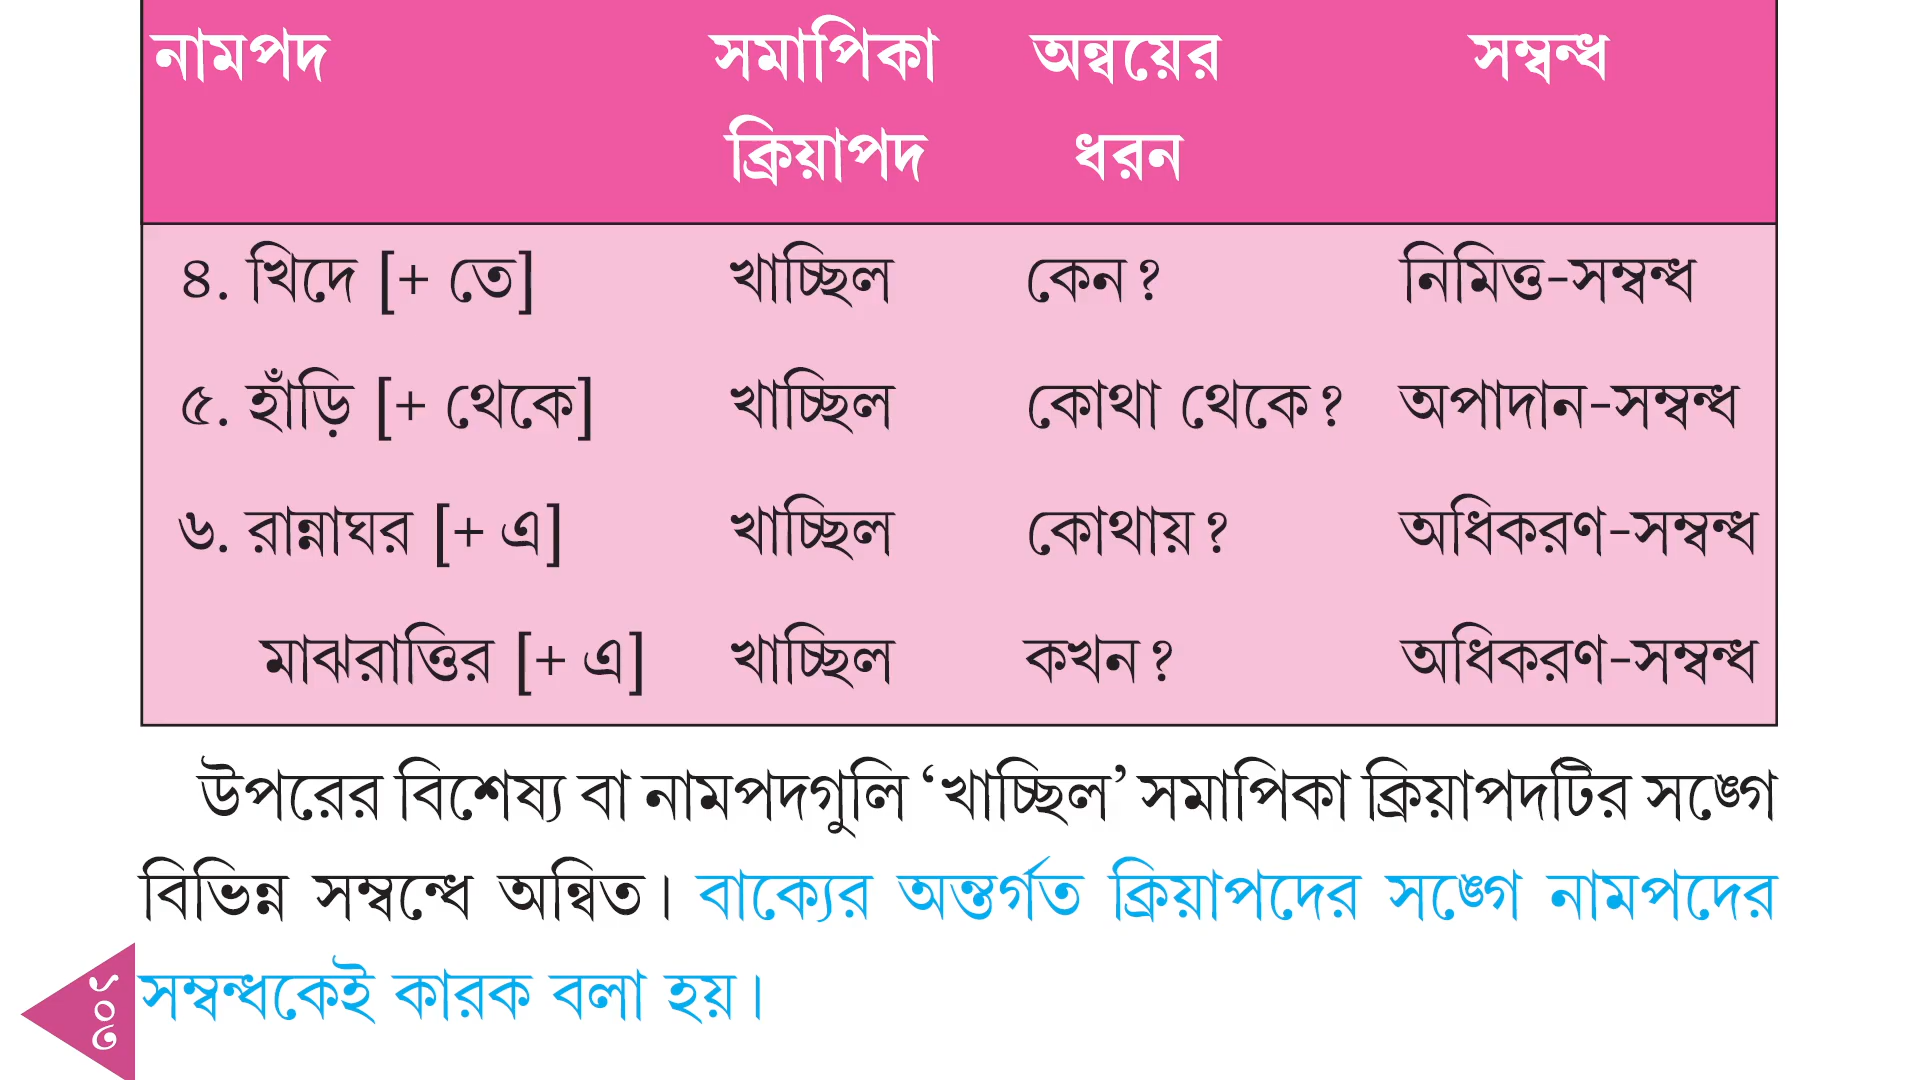 নামপদ সমাপিকা অন্বয়ের সম্বন্ধ
ক্রিয়াপদ ধরন
৪. খিদে [+ তে] খাচ্ছিল কেন? নিমিত্ত-সম্বন্ধ
৫. হাঁড়ি [+ থেকে] খাচ্ছিল কোথা থেকে? অপাদান-সম্বন্ধ
৬. রান্নাঘর [+ এ] খাচ্ছিল কোথায়? অধিকরণ-সম্বন্ধ
মাঝরাত্তির [+ এ] খাচ্ছিল কখন? অধিকরণ-সম্বন্ধ
উপরের বিশেষ্য বা নামপদগুলি ‘খাচ্ছিল’ সমাপিকা ক্রিয়াপদটির সঙ্গে
বিভিন্ন সম্বন্ধে অন্বিত। বাক্যের অন্তর্গত ক্রিয়াপদের সঙ্গে নামপদের
সম্বন্ধকেই কারক বলা হয়।